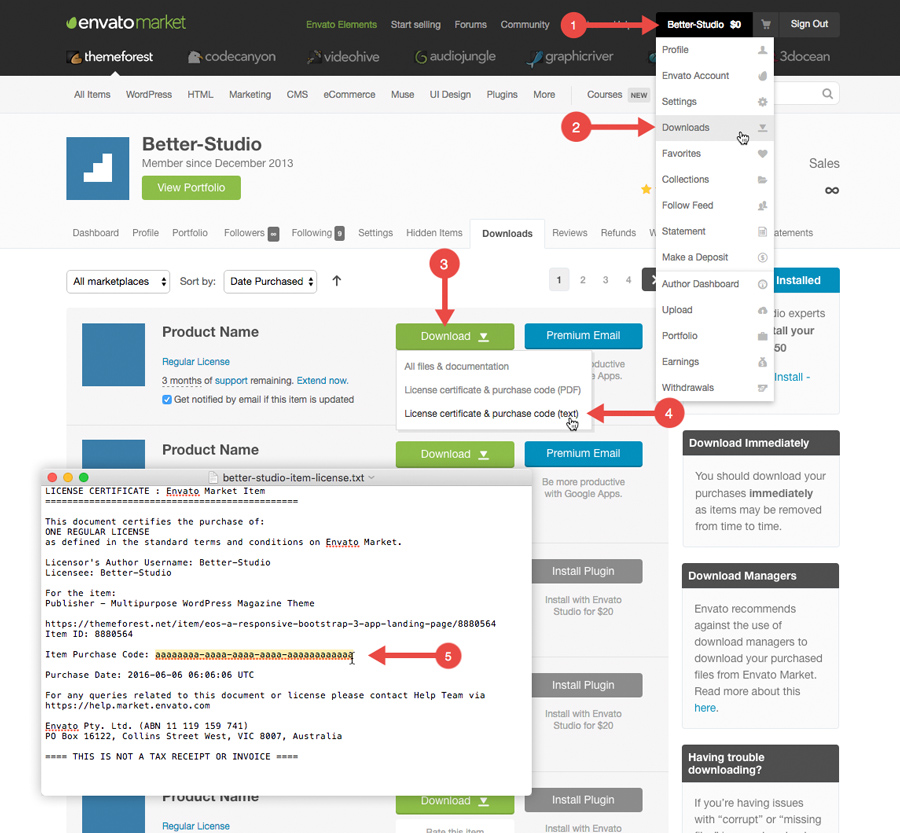 envato market
Envato Elements Start selling Forums Community
1
Better-Studio $0
Sign Out
themeforest codecanyon videohive audiojungle graphicriver 3docean
All Items WordPress HTML Marketing CMS eCommerce Muse UI Design Plugins More Courses NEW
Profile
Envato Account
Settings
2
Downloads
Favorites
Collections
Follow Feed
Statement
Make a Deposit
Author Dashboard
Upload
Portfolio
Earnings
Withdrawals
Better-Studio
Member since December 2013
View Portfolio
Sales
∞
Dashboard Profile Portfolio Followers ∞ Following 9 Settings Hidden Items Downloads Reviews Refunds W atements
3
All marketplaces Sort by: Date Purchased
1 2 3 4
Installed
Product Name
Download
Premium Email
Regular License
3 months of support remaining. Extend now.
Get notified by email if this item is updated
All files & documentation
License certificate & purchase code (PDF)
License certificate & purchase code (text)
4
ductive
e Apps.
dio experts
tall your
50
Install -
Product Name
Download
Premium Email
Be more productive
with Google Apps.
Download Immediately
You should download your
purchases immediately
as items may be removed
from time to time.
better-studio-item-license.txt
LICENSE CERTIFICATE : Envato Market Item
==============================================
This document certifies the purchase of:
ONE REGULAR LICENSE
as defined in the standard terms and conditions on Envato Market.
Licensor's Author Username: Better-Studio
Licensee: Better-Studio
For the item:
Publisher - Multipurpose WordPress Magazine Theme
https://themeforest.net/item/eos-a-responsive-bootstrap-3-app-landing-page/8880564
Item ID: 8880564
Item Purchase Code: aaaaaaaa-aaaa-aaaa-aaaa-aaaaaaaaaaaa
5
Purchase Date: 2016-06-06 06:06:06 UTC
For any queries related to this document or license please contact Help Team via
https://help.market.envato.com
Envato Pty. Ltd. (ABN 11 119 159 741)
PO Box 16122, Collins Street West, VIC 8007, Australia
==== THIS IS NOT A TAX RECEIPT OR INVOICE ====
Install Plugin
Install with Envato
Studio for $20
Install Plugin
Install with Envato
Studio for $20
Download Managers
Envato recommends
against the use of
download managers to
download your purchased
files from Envato Market.
Read more about this
here.
Product Name
Download
Install Plugin
Regular License
Rate this item
Install with Envato
Having trouble
downloading?
If you're having issues
with "corrupt" or "missing